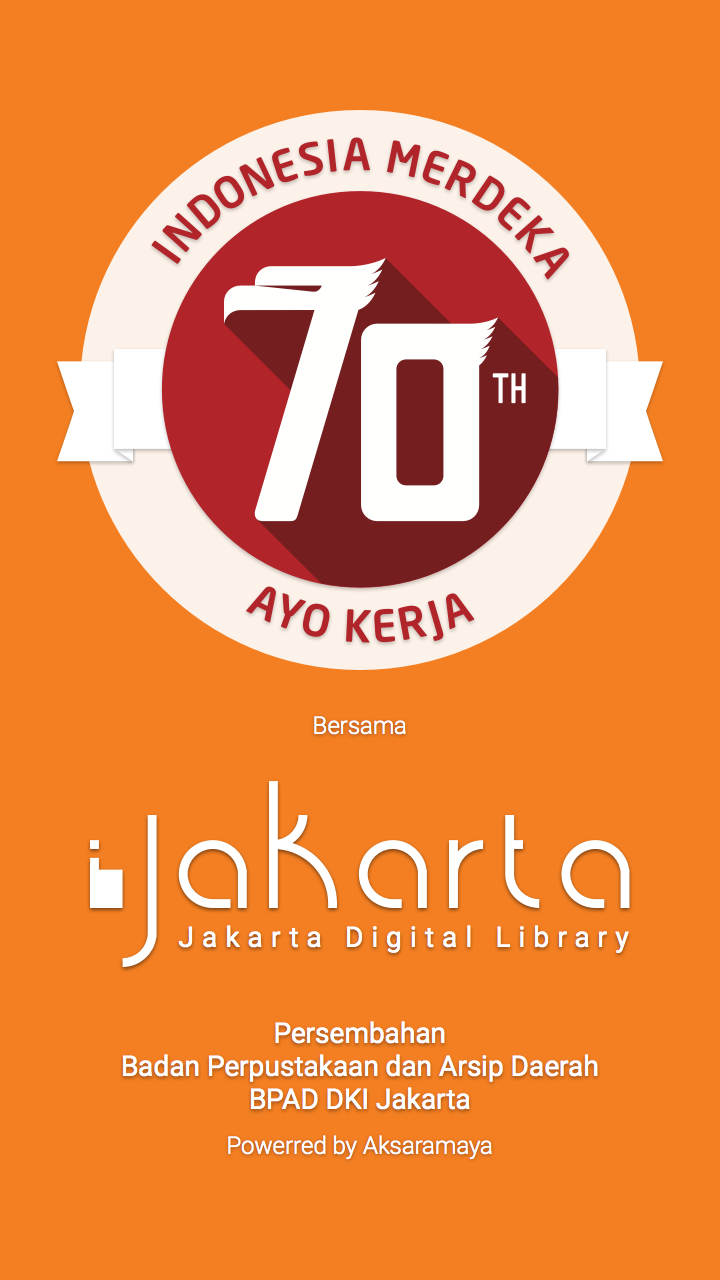 INDONESIA MERDEKA
70TH
AYO KERJA
Bersama
iJakarta
Jakarta Digital Library
Persembahan
Badan Perpustakaan dan Arsip Daerah
BPAD DKI Jakarta
Powerred by Aksaramaya